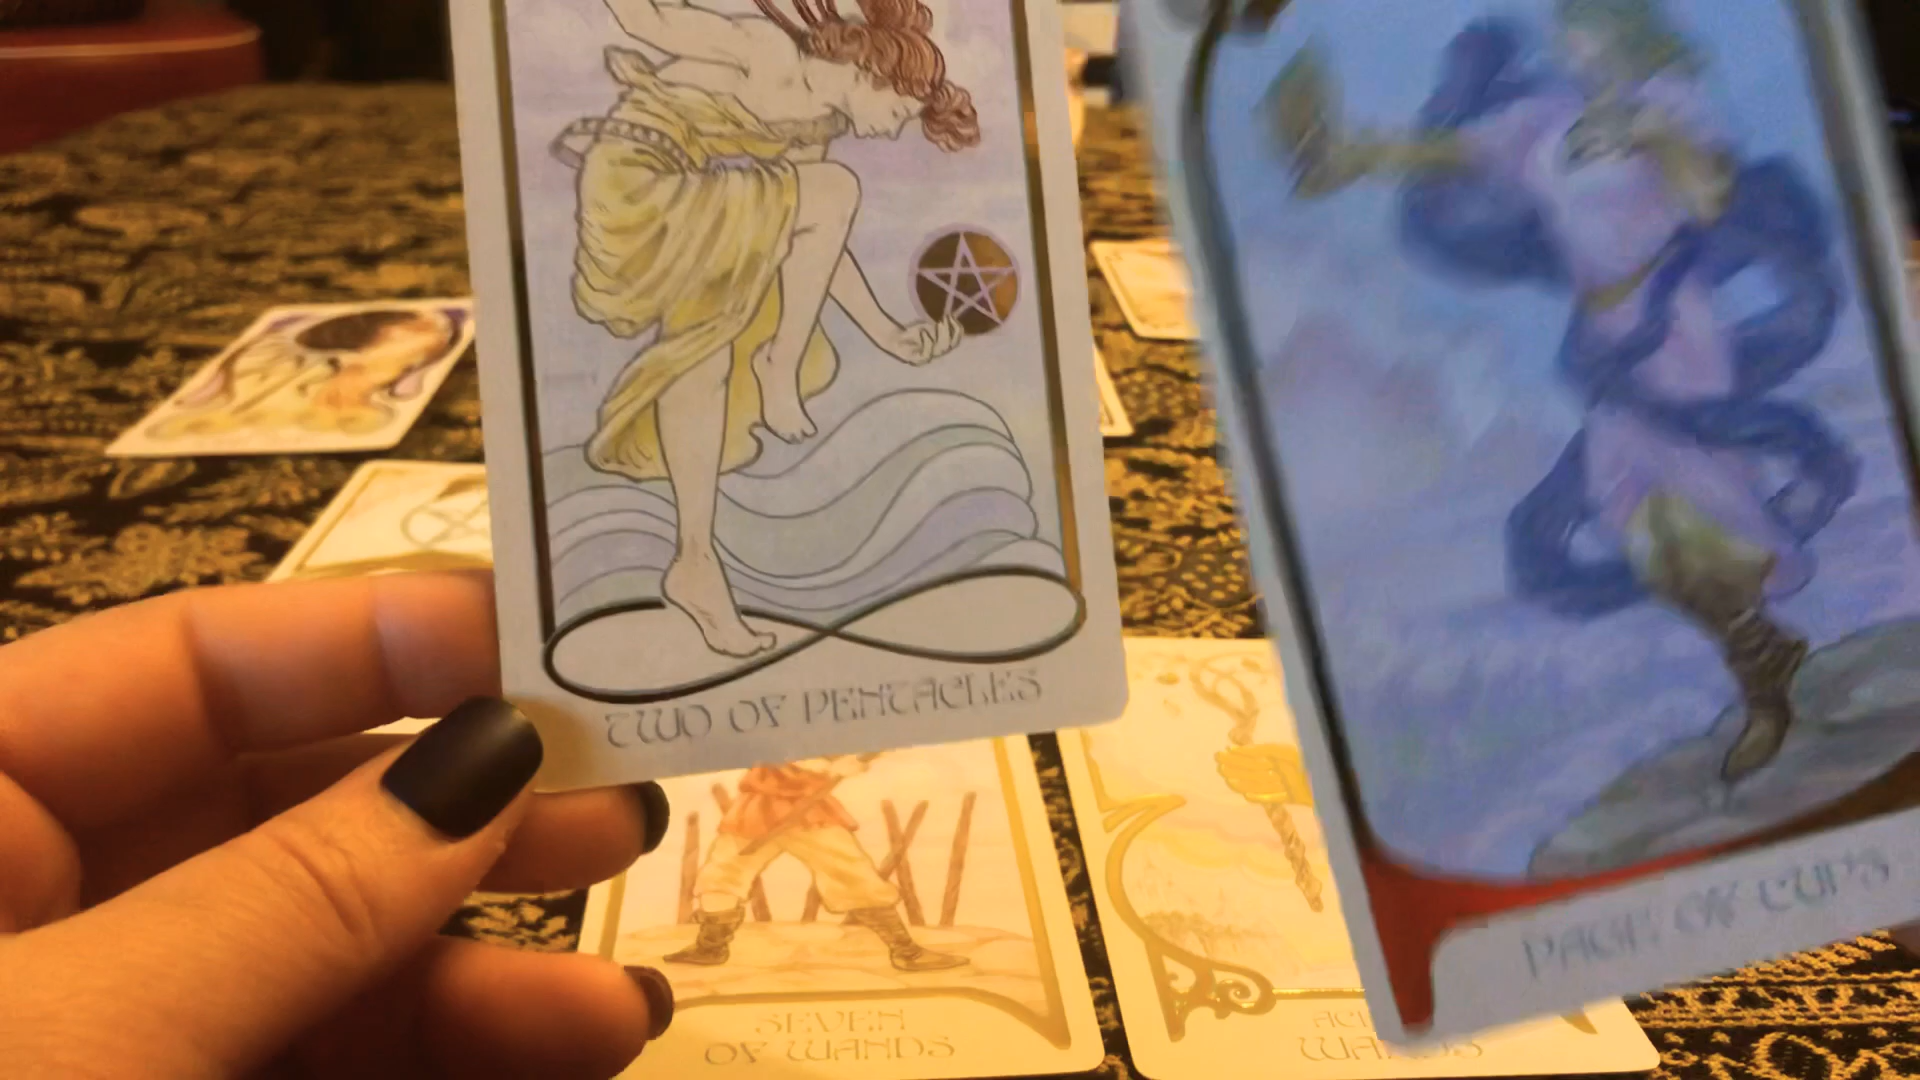 TWO OF PENTACLES
PAGE OF CUPS
SEVEN
OF WANDS
WANDS